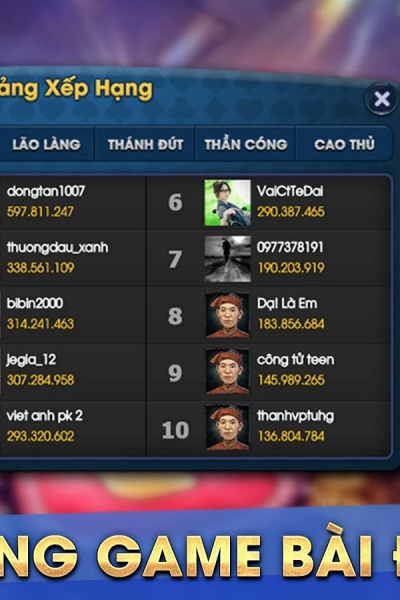 ảng Xếp Hạng
LÃO LÀNG THÁNH ĐÚT THẦN CÓNG CAO THỦ
dongtan1007 6 VaiCtTeDai
597.811.247 290.387.465
thuongdau_xanh 7 0977378191
338.561.109 190.203.919
bibin2000 8 Dạ! Là Em
314.241.463 183.856.684
jegia_12 9 công tử teen
307.284.958 145.989.265
viet anh pk 2 10 thanhvptuhg
293.320.602 136.804.784
NG GAME BÀI